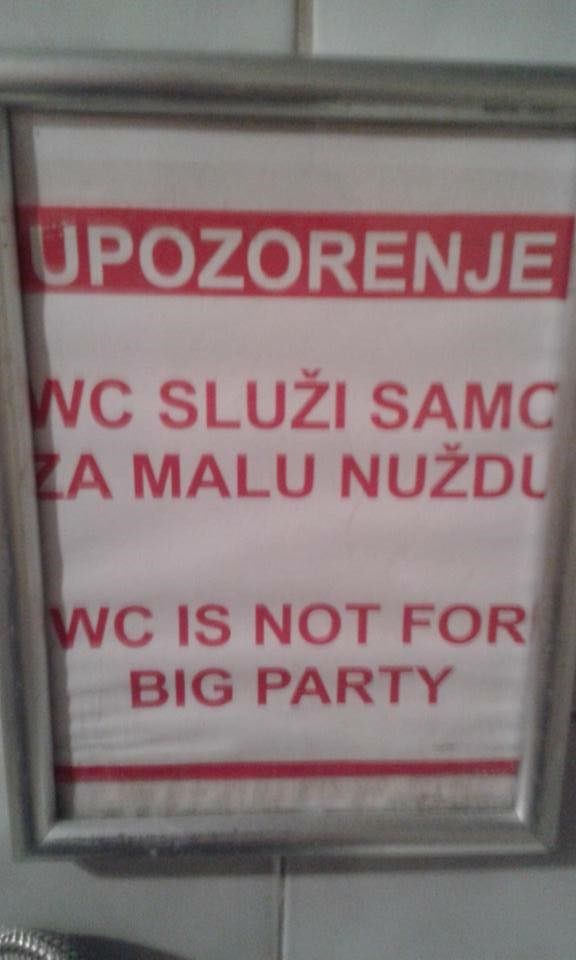 UPOZORENJE
WC SLUŽI SAMO
ZA MALU NUŽDU
WC IS NOT FOR
BIG PARTY